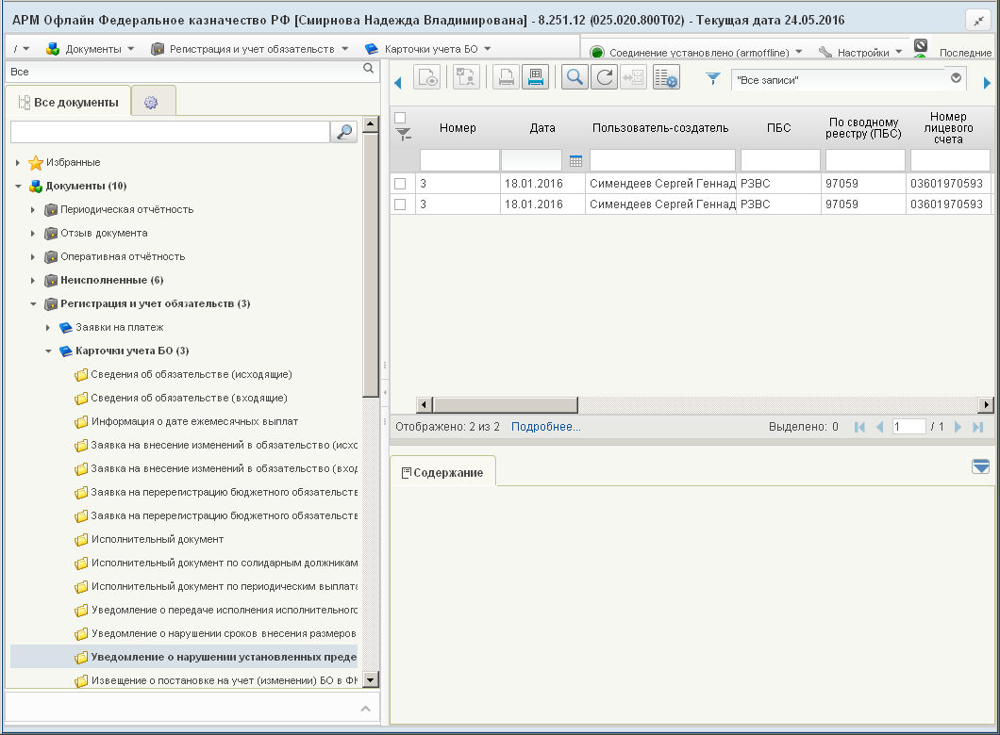 АРМ Офлайн Федеральное казначество РФ [Смирнова Надежда Владимировна] - 8.251.12 (025.020.800T02) - Текущая дата 24.05.2016
/ Документы Регистрация и учет обязательств Карточки учета БО
Соединение установлено (armoffline) Настройки Последние
Все
Все документы
Избранные
Документы (10)
Периодическая отчётность
Отзыв документа
Оперативная отчётность
Неисполненные (6)
Регистрация и учет обязательств (3)
Заявки на платеж
Карточки учета БО (3)
Сведения об обязательстве (исходящие)
Сведения об обязательстве (входящие)
Информация о дате ежемесячных выплат
Заявка на внесение изменений в обязательство (исхо
Заявка на внесение изменений в обязательство (вход
Заявка на перерегистрацию бюджетного обязательств
Заявка на перерегистрацию бюджетного обязательств
Исполнительный документ
Исполнительный документ по солидарным должникам
Исполнительный документ по периодическим выплата
Уведомление о передаче исполнения исполнительного
Уведомление о нарушении сроков внесения размеров
Уведомление о нарушении установленных преде
Извещение о постановке на учет (изменении) БО в ФК
"Все записи"
Номер Дата Пользователь-создатель ПБС По сводному реестру (ПБС) Номер лицевого счета
3 18.01.2016 Симендеев Сергей Геннад РЗВС 97059 03601970593
3 18.01.2016 Симендеев Сергей Геннад РЗВС 97059 03601970593
Отображено: 2 из 2 Подробнее... Выделено: 0 1 / 1
Содержание